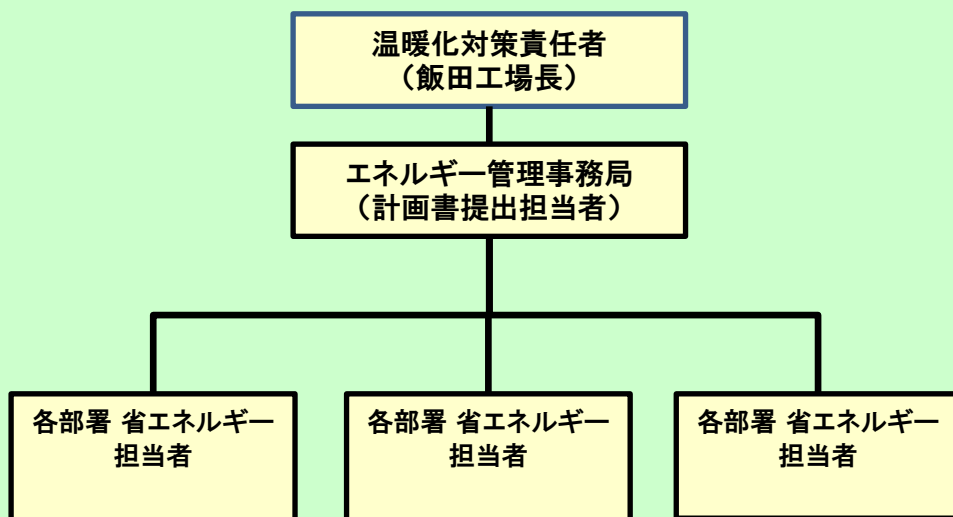 温暖化対策責任者
（飯田工場長）
エネルギー管理事務局
（計画書提出担当者）
各部署 省エネルギー
担当者
各部署 省エネルギー
担当者
各部署 省エネルギー
担当者